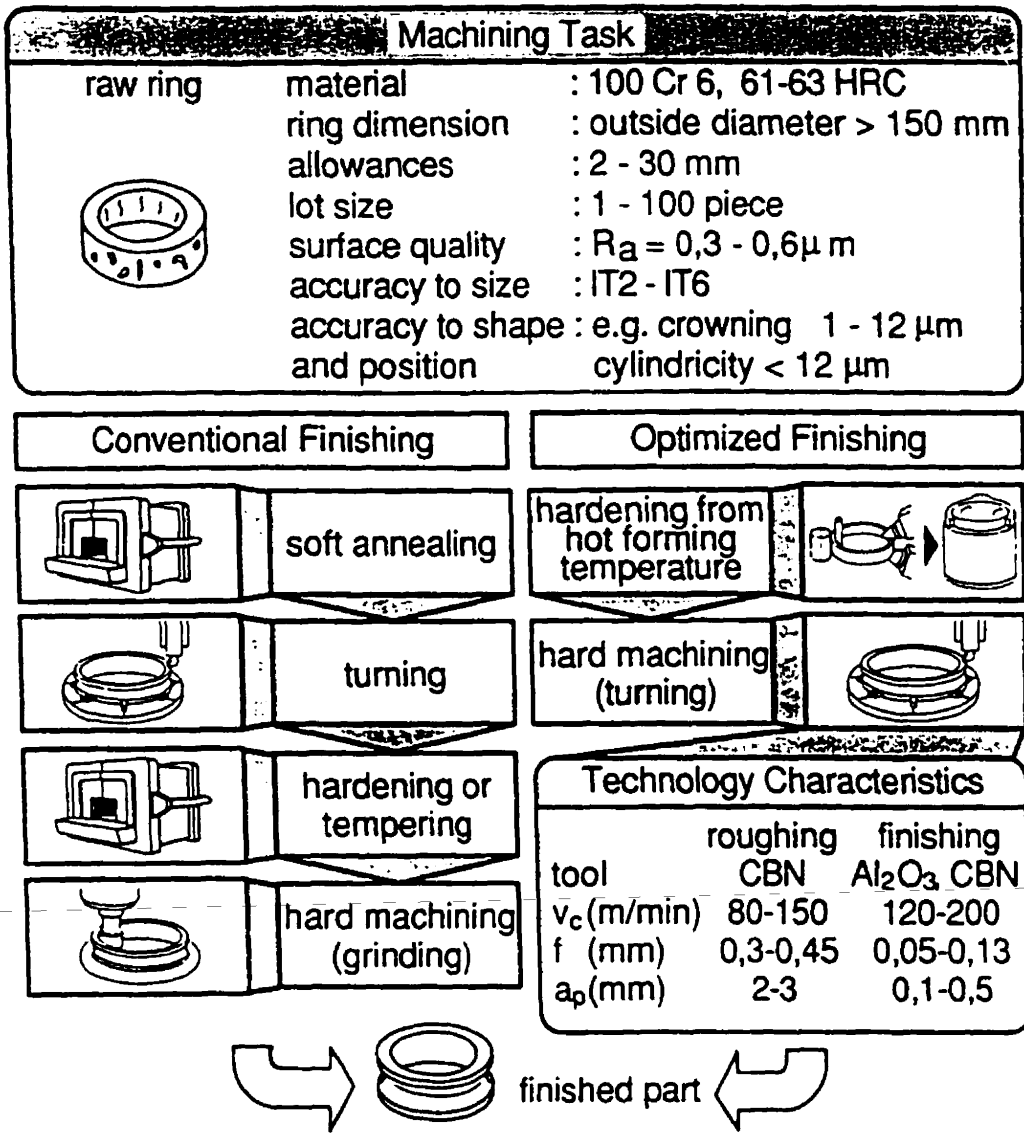 Machining Task
raw ring material : 100 Cr 6, 61-63 HRC
ring dimension : outside diameter > 150 mm
allowances : 2 - 30 mm
lot size : 1 - 100 piece
surface quality : Ra = 0,3 - 0,6µ m
accuracy to size : IT2 - IT6
accuracy to shape : e.g. crowning 1 - 12 µm
and position cylindricity < 12 µm
Conventional Finishing
soft annealing
turning
hardening or
tempering
hard machining
(grinding)
Optimized Finishing
hardening from
hot forming
temperature
hard machining
(turning)
Technology Characteristics
roughing finishing
tool CBN Al₂O₃, CBN
vc (m/min) 80-150 120-200
f (mm) 0,3-0,45 0,05-0,13
ap (mm) 2-3 0,1-0,5
finished part